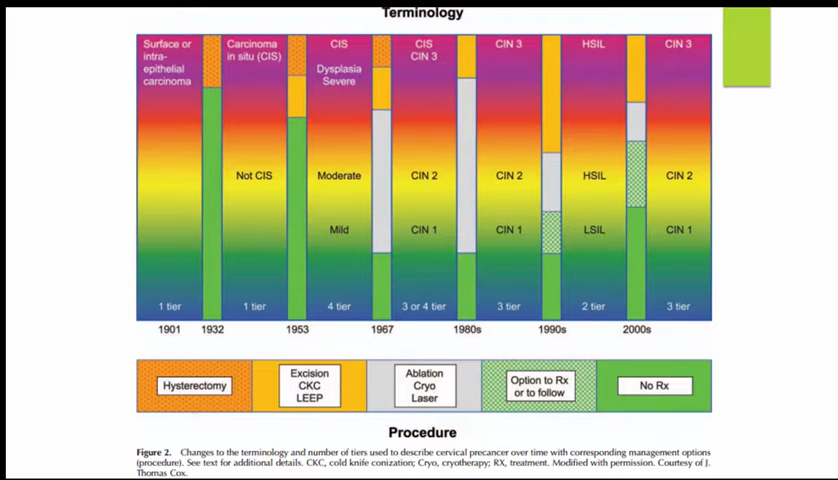 Terminology
Surface or
intra-
epithelial
carcinoma
Carcinoma
in situ (CIS)
CIS
Dysplasia
Severe
CIS
CIN 3
CIN 3
HSIL
CIN 3
Not CIS
Moderate
CIN 2
CIN 2
HSIL
CIN 2
Mild
CIN 1
CIN 1
LSIL
CIN 1
1 tier
1 tier
4 tier
3 or 4 tier
3 tier
2 tier
3 tier
1901
1932
1953
1967
1980s
1990s
2000s
Hysterectomy
Excision
CKC
LEEP
Ablation
Cryo
Laser
Option to Rx
or to follow
No Rx
Procedure
Figure 2. Changes to the terminology and number of tiers used to describe cervical precancer over time with corresponding management options
(procedure). See text for additional details. CKC, cold knife conization; Cryo, cryotherapy; RX, treatment. Modified with permission. Courtesy of J.
Thomas Cox.